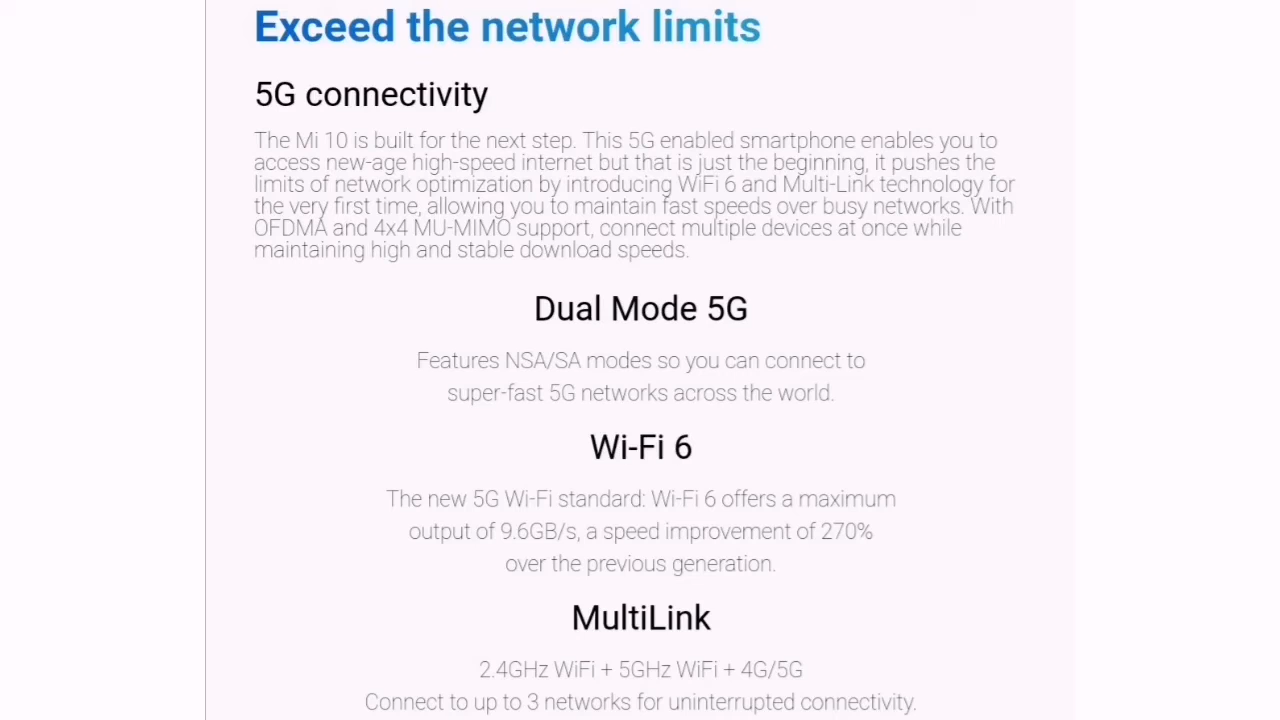 Exceed the network limits
5G connectivity
The Mi 10 is built for the next step. This 5G enabled smartphone enables you to
access new-age high-speed internet but that is just the beginning, it pushes the
limits of network optimization by introducing WiFi 6 and Multi-Link technology for
the very first time, allowing you to maintain fast speeds over busy networks. With
OFDMA and 4x4 MU-MIMO support, connect multiple devices at once while
maintaining high and stable download speeds.
Dual Mode 5G
Features NSA/SA modes so you can connect to
super-fast 5G networks across the world.
Wi-Fi 6
The new 5G Wi-Fi standard: Wi-Fi 6 offers a maximum
output of 9.6GB/s, a speed improvement of 270%
over the previous generation.
MultiLink
2.4GHz WiFi + 5GHz WiFi + 4G/5G
Connect to up to 3 networks for uninterrupted connectivity.